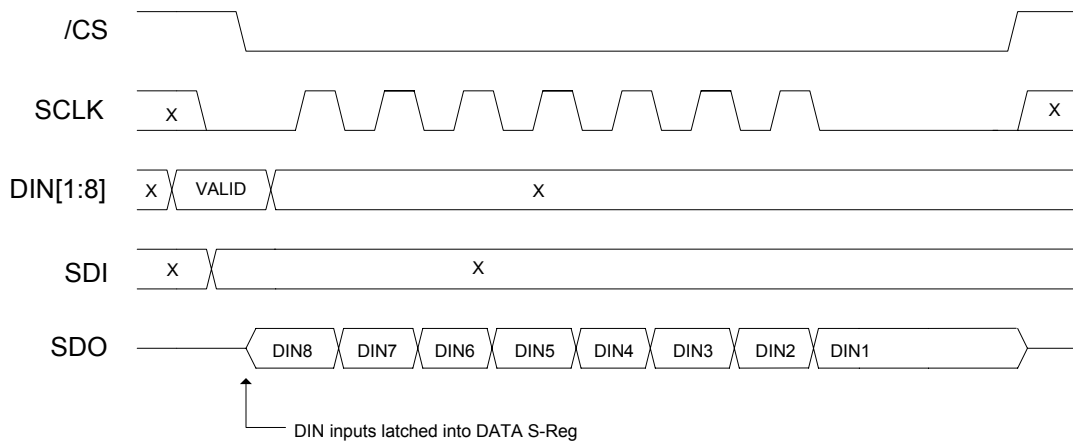 /CS
SCLK X X
DIN[1:8] X VALID X
SDI X X
SDO DIN8 DIN7 DIN6 DIN5 DIN4 DIN3 DIN2 DIN1
DIN inputs latched into DATA S-Reg